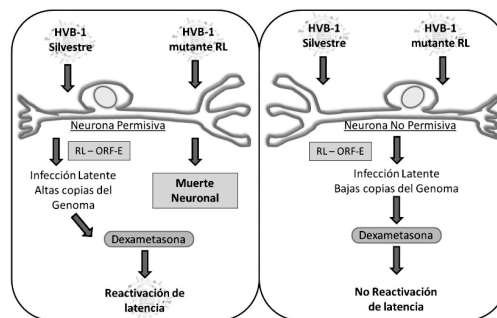 HVB-1
Silvestre
HVB-1
mutante RL
Neurona Permisiva
RL – ORF-E
Infección Latente
Altas copias del
Genoma
Muerte
Neuronal
Dexametasona
Reactivación de
latencia
HVB-1
Silvestre
HVB-1
mutante RL
Neurona No Permisiva
RL – ORF-E
Infección Latente
Bajas copias del Genoma
Dexametasona
No Reactivación
de latencia